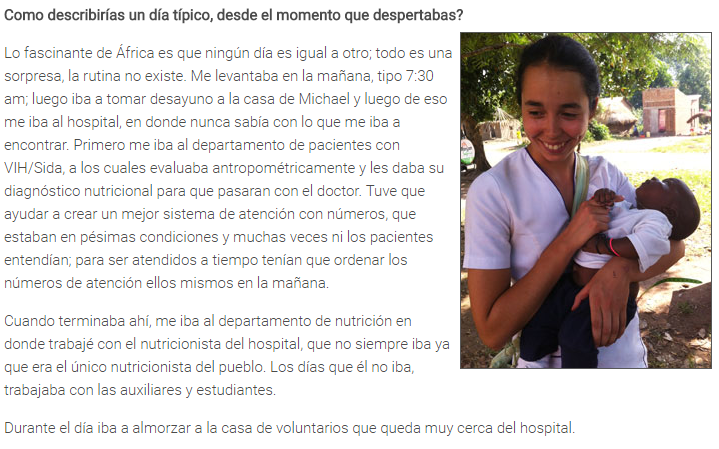 Como describirías un día típico, desde el momento que despertabas?
Lo fascinante de África es que ningún día es igual a otro; todo es una
sorpresa, la rutina no existe. Me levantaba en la mañana, tipo 7:30
am; luego iba a tomar desayuno a la casa de Michael y luego de eso
me iba al hospital, en donde nunca sabía con lo que me iba a
encontrar. Primero me iba al departamento de pacientes con
VIH/Sida, a los cuales evaluaba antropométricamente y les daba su
diagnóstico nutricional para que pasaran con el doctor. Tuve que
ayudar a crear un mejor sistema de atención con números, que
estaban en pésimas condiciones y muchas veces ni los pacientes
entendían; para ser atendidos a tiempo tenían que ordenar los
números de atención ellos mismos en la mañana.
Cuando terminaba ahí, me iba al departamento de nutrición en
donde trabajé con el nutricionista del hospital, que no siempre iba ya
que era el único nutricionista del pueblo. Los días que él no iba,
trabajaba con las auxiliares y estudiantes.
Durante el día iba a almorzar a la casa de voluntarios que queda muy cerca del hospital.